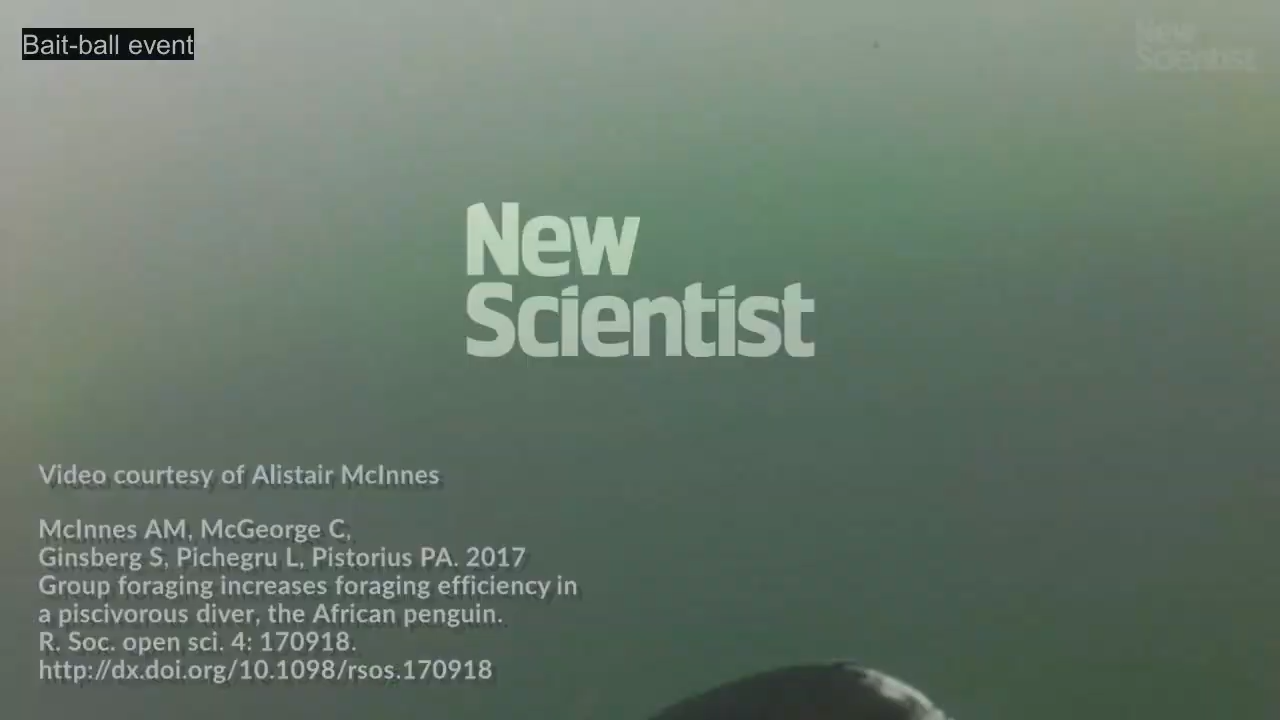 Bait-ball event
New
Scientist
New
Scientist
Video courtesy of Alistair McInnes
McInnes AM, McGeorge C,
Ginsberg S, Pichegru L, Pistorius PA. 2017
Group foraging increases foraging efficiency in
a piscivorous diver, the African penguin.
R. Soc. open sci. 4: 170918.
http://dx.doi.org/10.1098/rsos.170918